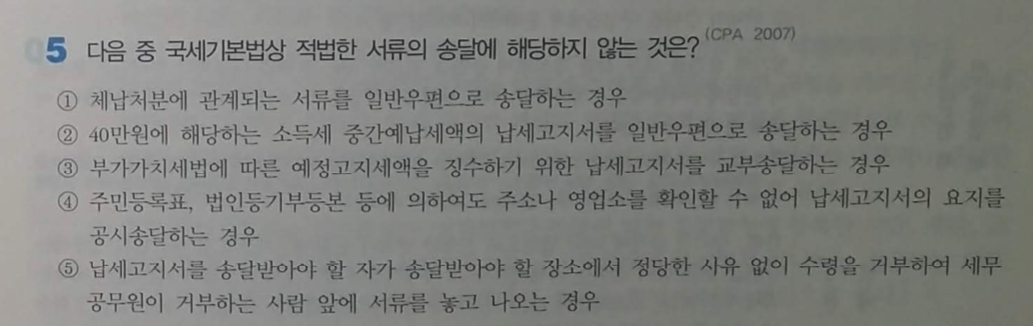 05 다음 중 국세기본법상 적법한 서류의 송달에 해당하지 않는 것은? (CPA 2007)
① 체납처분에 관계되는 서류를 일반우편으로 송달하는 경우
② 40만원에 해당하는 소득세 중간예납세액의 납세고지서를 일반우편으로 송달하는 경우
③ 부가가치세법에 따른 예정고지세액을 징수하기 위한 납세고지서를 교부송달하는 경우
④ 주민등록표, 법인등기부등본 등에 의하여도 주소나 영업소를 확인할 수 없어 납세고지서의 요지를
공시송달하는 경우
⑤ 납세고지서를 송달받아야 할 자가 송달받아야 할 장소에서 정당한 사유 없이 수령을 거부하여 세무
공무원이 거부하는 사람 앞에 서류를 놓고 나오는 경우